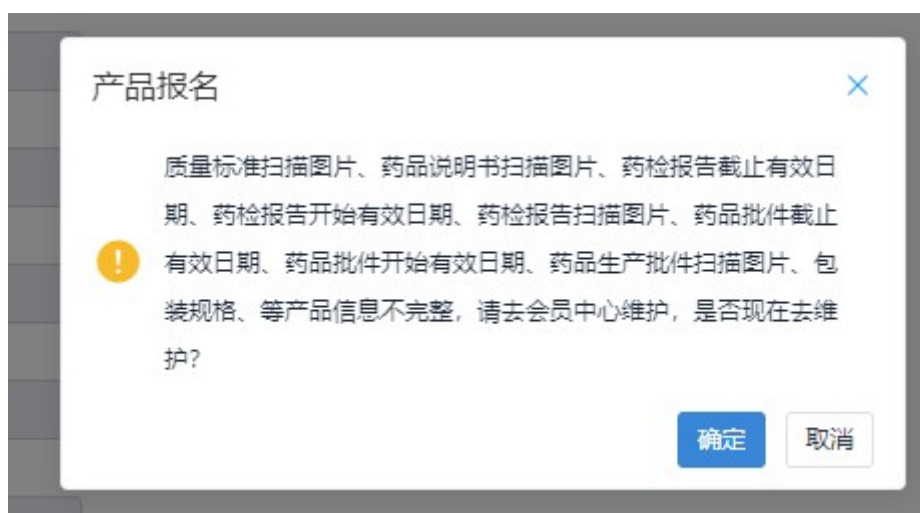 产品报名
质量标准扫描图片、药品说明书扫描图片、药检报告截止有效日
期、药检报告开始有效日期、药检报告扫描图片、药品批件截止
有效日期、药品批件开始有效日期、药品生产批件扫描图片、包
装规格、等产品信息不完整，请去会员中心维护，是否现在去维
护?
确定 取消